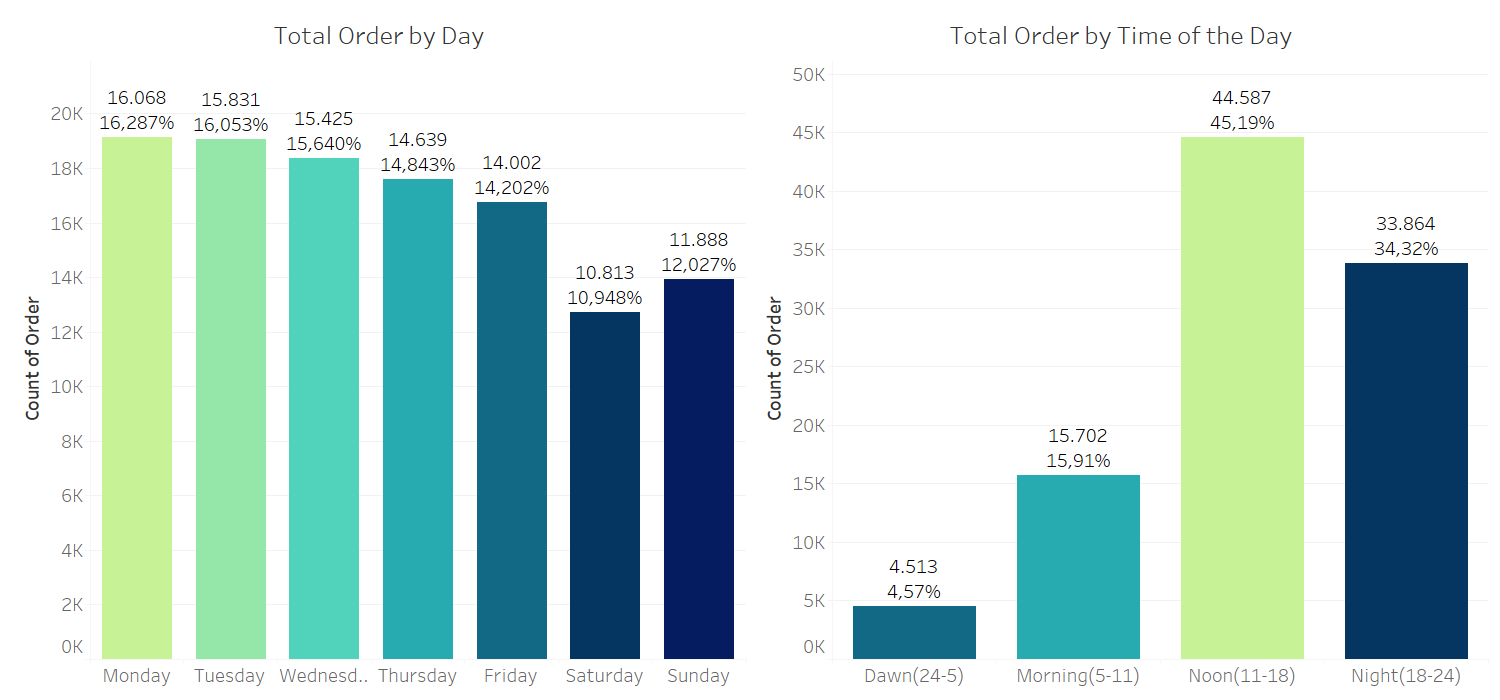 Total Order by Day
Count of Order
20K
18K
16K
14K
12K
10K
8K
6K
4K
2K
0K
16.068
16,287%
15.831
16,053%
15.425
15,640%
14.639
14,843%
14.002
14,202%
10.813
10,948%
11.888
12,027%
Monday
Tuesday
Wednesd..
Thursday
Friday
Saturday
Sunday
Total Order by Time of the Day
Count of Order
50K
45K
40K
35K
30K
25K
20K
15K
10K
5K
0K
4.513
4,57%
15.702
15,91%
44.587
45,19%
33.864
34,32%
Dawn(24-5)
Morning(5-11)
Noon(11-18)
Night(18-24)